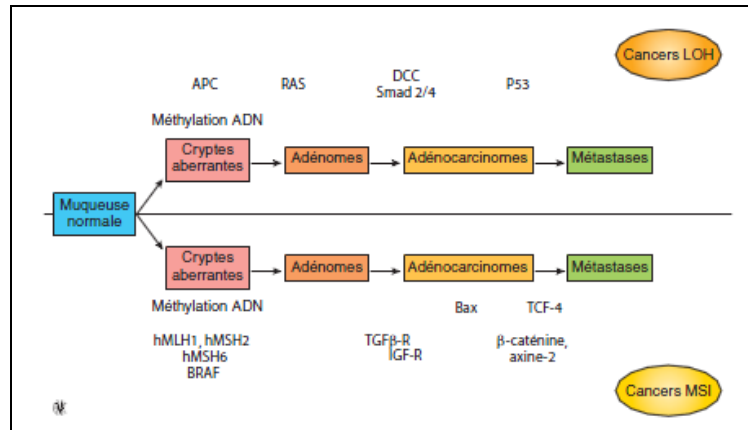 Cancers LOH
APC
RAS
DCC
Smad 2/4
P53
Méthylation ADN
Cryptes
aberrantes
Adénomes
Adénocarcinomes
Métastases
Muqueuse
normale
Cryptes
aberrantes
Adénomes
Adénocarcinomes
Métastases
Méthylation ADN
Bax
TCF-4
hMLH1, hMSH2
hMSH6
BRAF
TGFβ-R
IGF-R
β-caténine,
axine-2
Cancers MSI